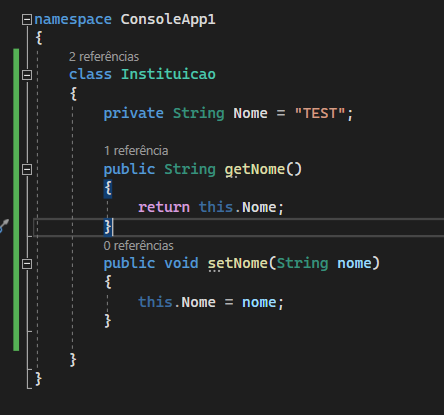 namespace ConsoleApp1
{
2 referências
class Instituicao
{
private String Nome = "TEST";
1 referência
public String getNome()
{
return this.Nome;
}
0 referências
public void setNome(String nome)
{
this.Nome = nome;
}
}
}